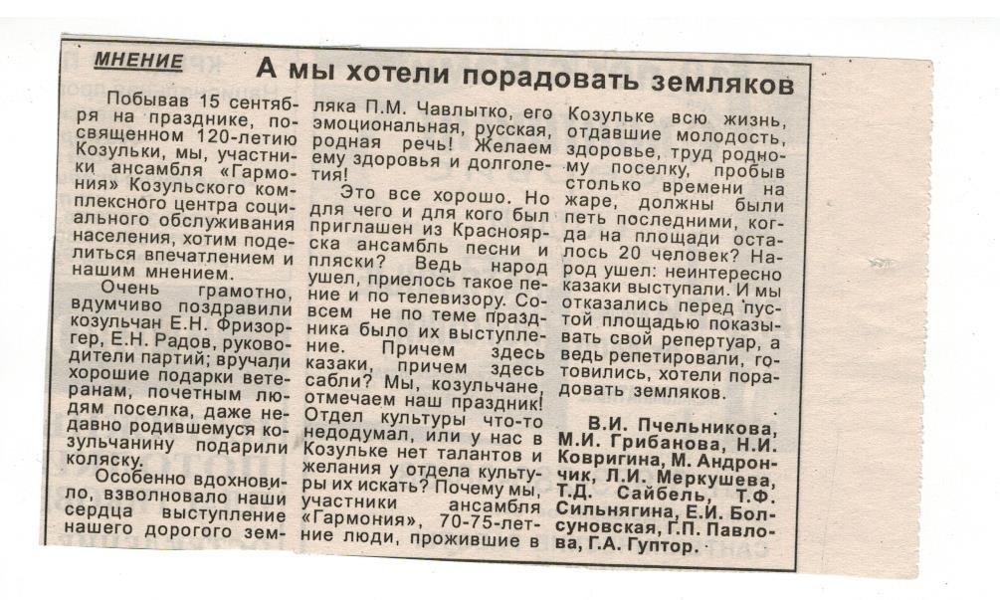 МНЕНИЕ
А мы хотели порадовать земляков
Побывав 15 сентяб-
ря на празднике, по-
священном 120-летию
Козульки, мы, участни-
ки ансамбля «Гармо-
ния» Козульского ком-
плексного центра соци-
ального обслуживания
населения, хотим поде-
литься впечатлением и
нашим мнением.
Очень грамотно,
вдумчиво поздравили
козульчан Е.Н. Фризор-
гер, Е.Н. Радов, руково-
дители партий; вручали
хорошие подарки вете-
ранам, почетным лю-
дям поселка, даже не-
давно родившемуся ко-
зульчанину подарили
коляску.
Особенно вдохнови-
ло, взволновало наши
сердца выступление
нашего дорогого зем-
ляка П.М. Чавлытко, его
эмоциональная, русская,
родная речь! Желаем
ему здоровья и долголе-
тия!
Это все хорошо. Но
для чего и для кого был
приглашен из Краснояр-
ска ансамбль песни и
пляски? Ведь народ
ушел, приелось такое пе-
ние и по телевизору. Со-
всем не по теме празд-
ника было их выступле-
ние. Причем здесь
казаки, причем здесь
сабли? Мы, козульчане,
отмечаем наш праздник!
Отдел культуры что-то
недодумал, или у нас в
Козульке нет талантов и
желания у отдела культу-
ры их искать? Почему мы,
участники ансамбля
«Гармония», 70-75-лет-
ние люди, прожившие в
Козульке всю жизнь,
отдавшие молодость,
здоровье, труд родно-
му поселку, пробыв
столько времени на
жаре, должны были
петь последними, ког-
да на площади оста-
лось 20 человек? На-
род ушел: неинтересно
казаки выступали. И мы
отказались перед пус-
той площадью показы-
вать свой репертуар, а
ведь репетировали, го-
товились, хотели пора-
довать земляков.
В.И. Пчельникова,
М.И. Грибанова, Н.И.
Ковригина, М. Андрон-
чик, Л.И. Меркушева,
Т.Д. Сайбель, Т.Ф.
Сильнягина, Е.И. Бол-
суновская, Г.П. Павло-
ва, Г.А. Гуптор.